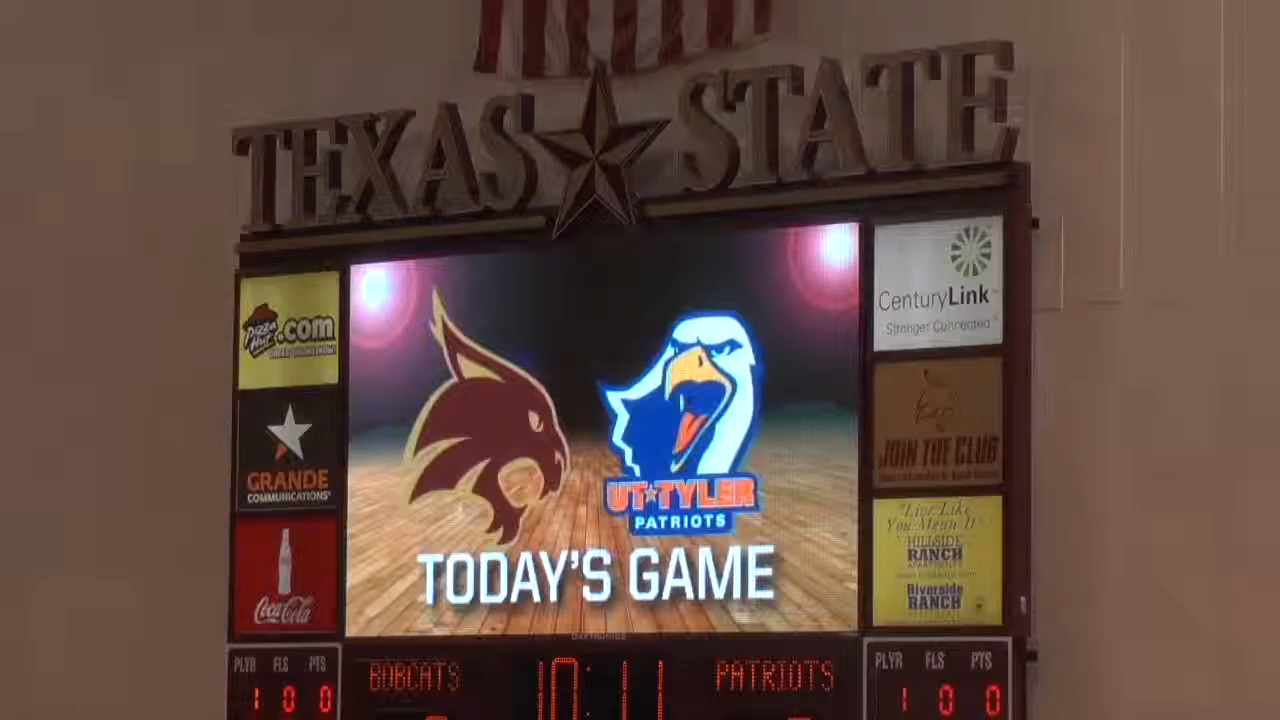 TEXAS STATE
Pizza Hut .com
GRANDE
COMMUNICATIONS
Coca-Cola
UT TYLER
PATRIOTS
TODAY'S GAME
CenturyLink
Stronger Connected
JOIN THE CLUB
"Live Like
You Mean It"
HILLSIDE
RANCH
APARTMENTS
Riverside
RANCH
DAKTRONICS
PLYR FLS PTS
1 0 0
BOBCATS
10:11
PATRIOTS
PLYR FLS PTS
1 0 0